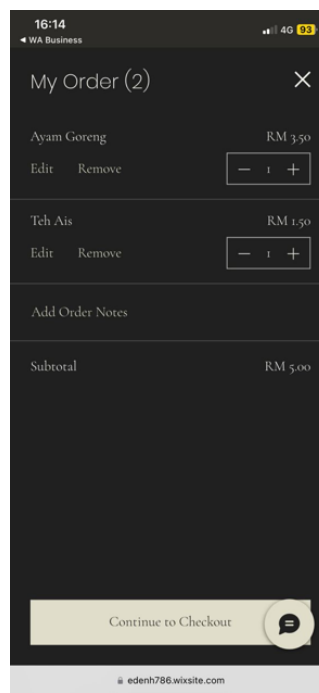 16:14
4G 93
◀ WA Business
My Order (2)
Ayam Goreng RM 3.50
Edit Remove 1
Teh Ais RM 1.50
Edit Remove 1
Add Order Notes
Subtotal RM 5.00
Continue to Checkout
edenh786.wixsite.com